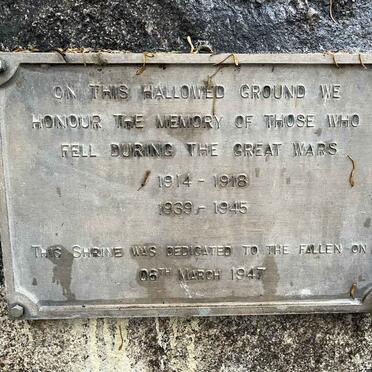 ON THIS HALLOWED GROUND WE
HONOUR THE MEMORY OF THOSE WHO
FELL DURING THE GREAT WARS
1914 - 1918
1939 - 1945
THIS SHRINE WAS DEDICATED TO THE FALLEN ON
06TH MARCH 1947